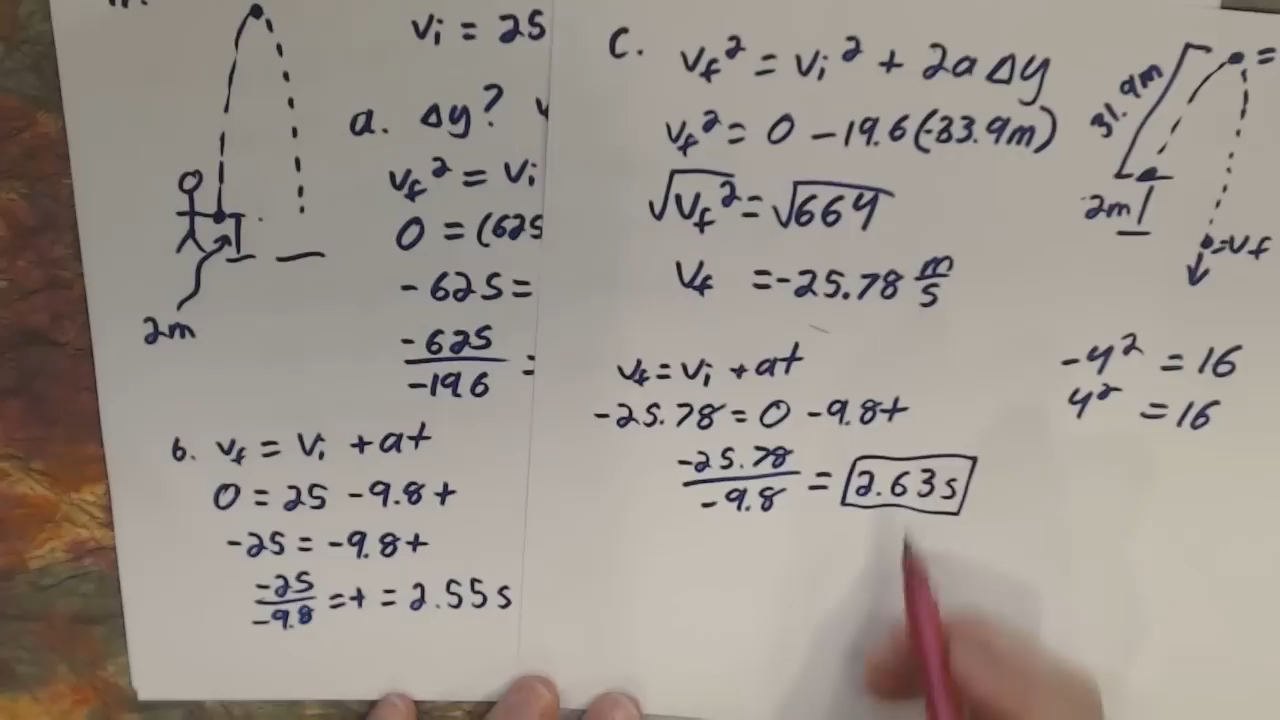 vi = 25
a. Δy?
vf² = vi
0 = (625
-625 =
-625
-19.6 =
2m
b. vf = vi + at
0 = 25 - 9.8t
-25 = -9.8t
-25
-9.8 = t = 2.55 s
C. vf² = vi² + 2aΔy
vf² = 0 - 19.6(-33.9m)
√vf² = √664
vf = -25.78 m/s
vf = vi + at
-25.78 = 0 - 9.8t
-25.78
-9.8 = 2.63 s
31.9m
2m
= vf
-4² = 16
4² = 16